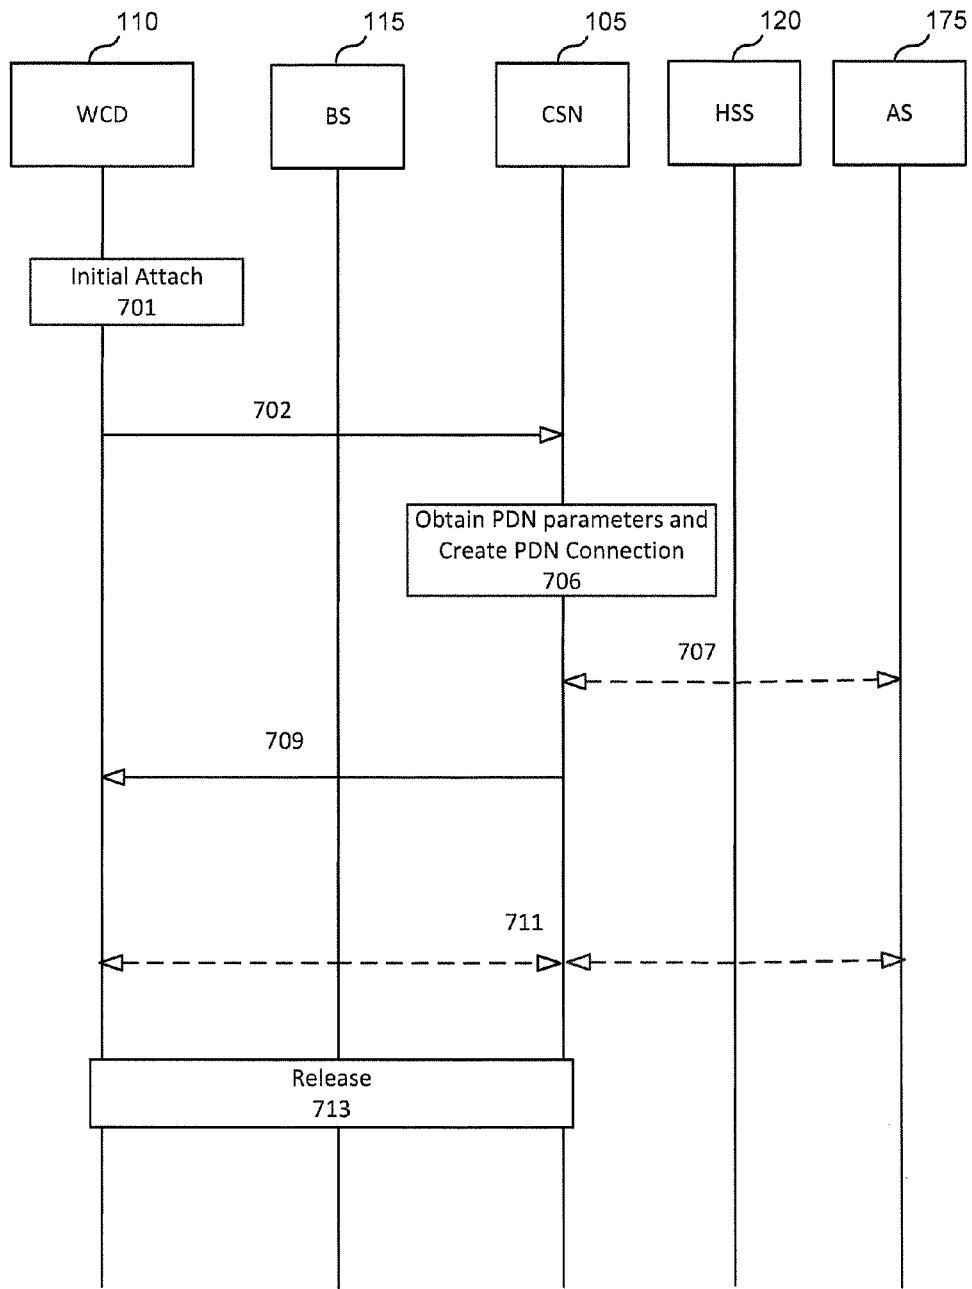 110
115
105
120
175
WCD
BS
CSN
HSS
AS
Initial Attach
701
702
Obtain PDN parameters and
Create PDN Connection
706
707
709
711
Release
713